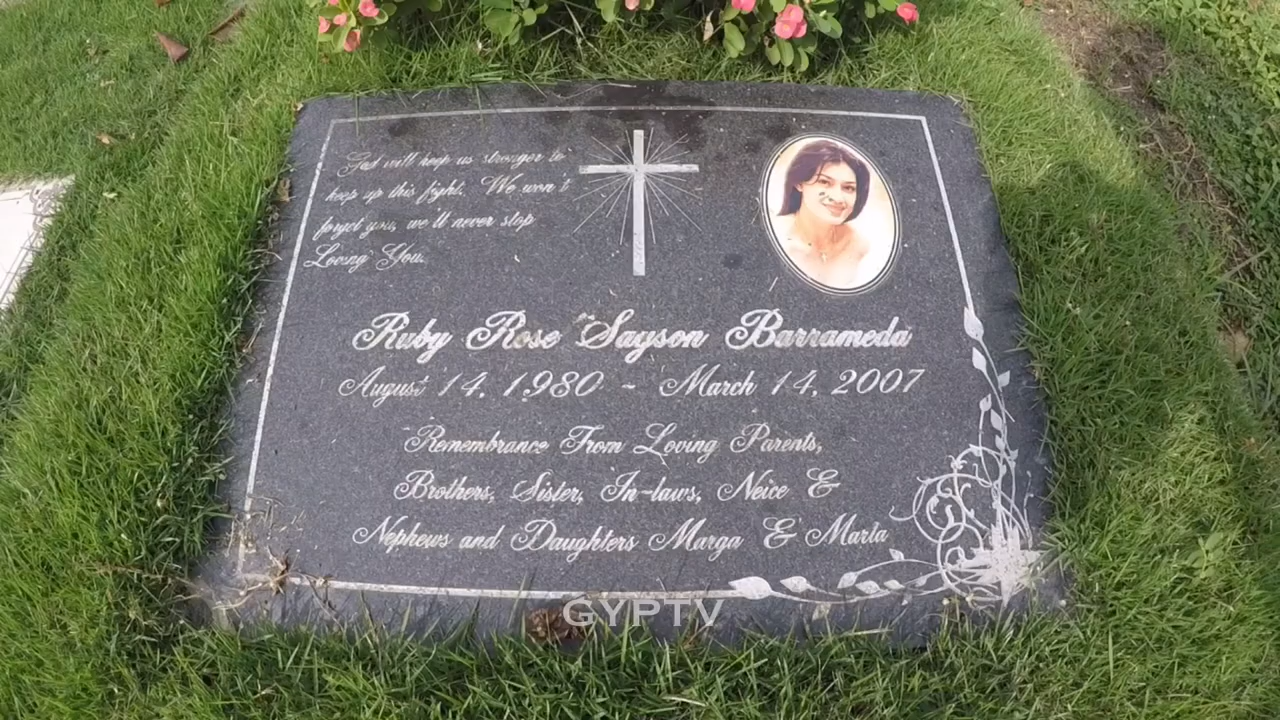 God will keep us stronger to
keep up this fight. We won't
forget you, we'll never stop
Loving You.
Ruby Rose Sayson Barrameda
August 14, 1980 - March 14, 2007
Remembrance From Loving Parents,
Brothers, Sister, In-laws, Neice &
Nephews and Daughters Marga & Marla
GYPTV